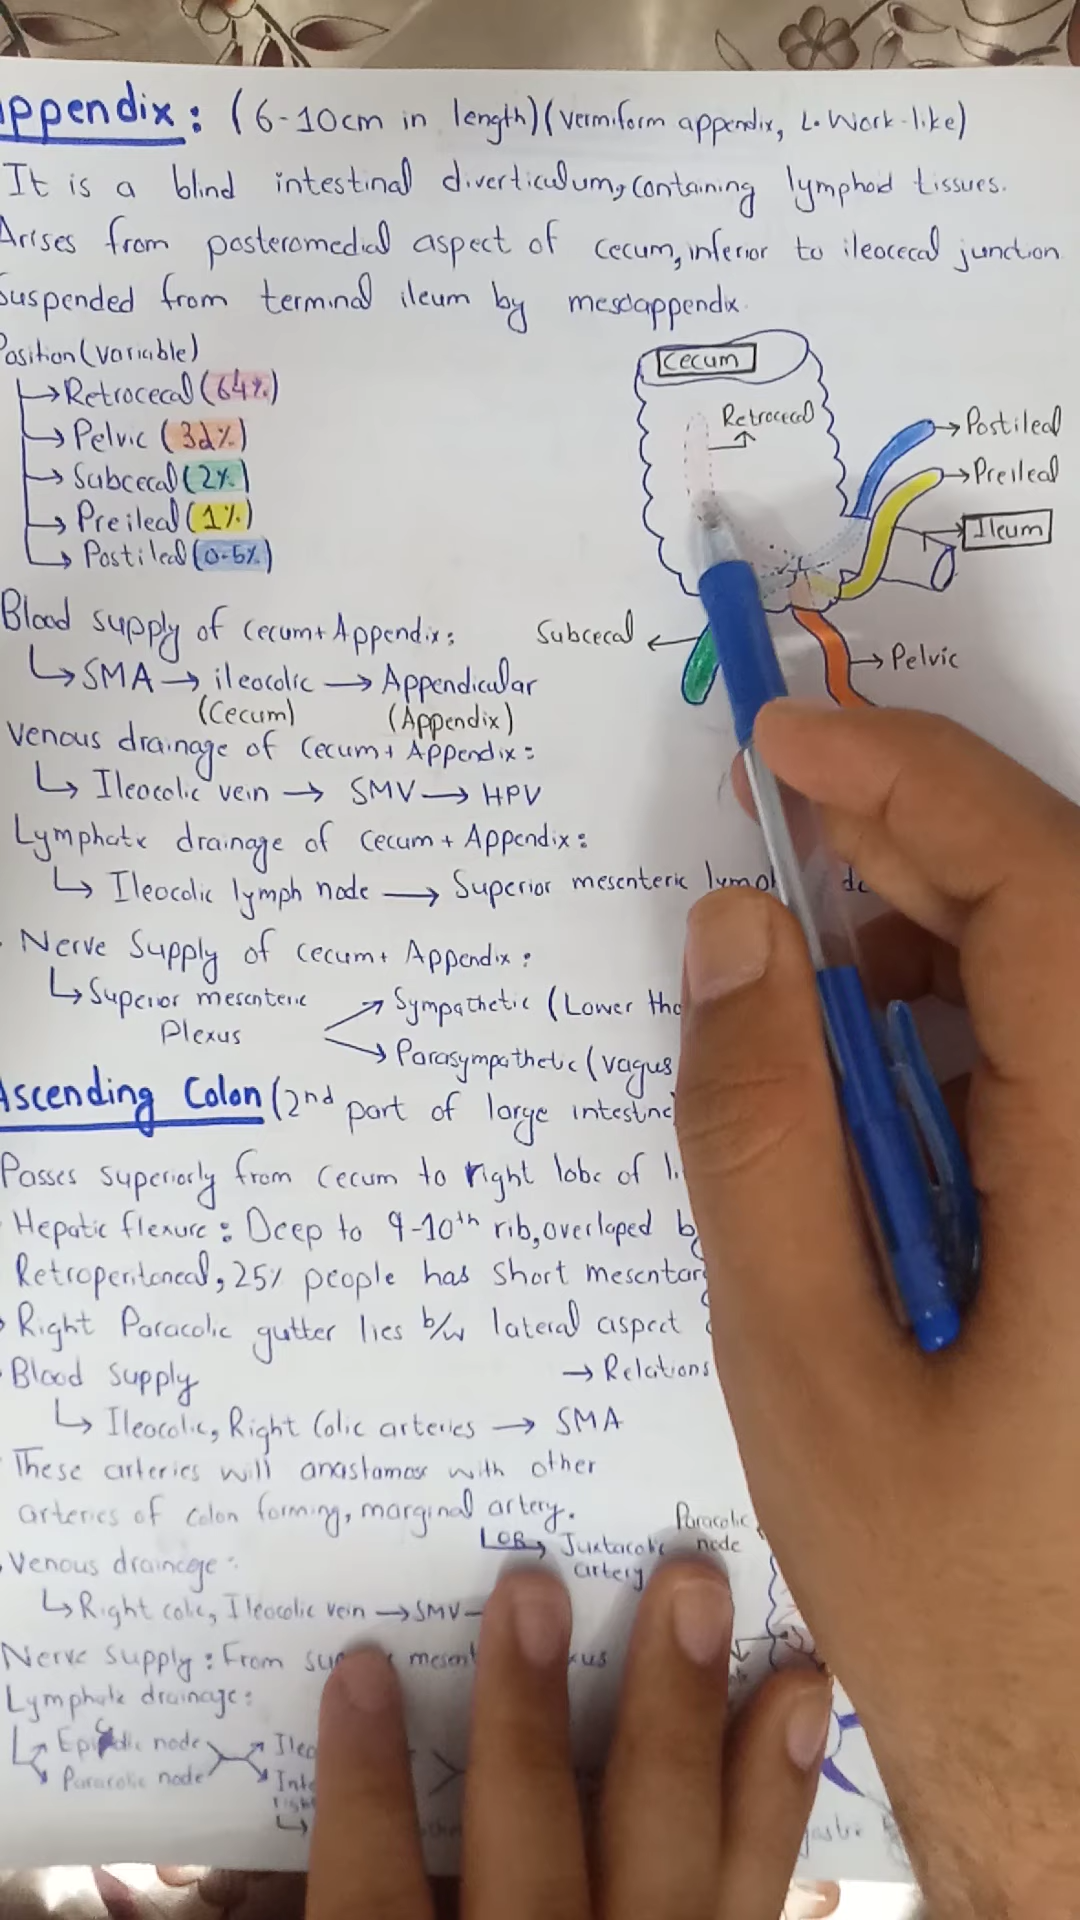 Appendix: (6-10cm in length) (vermiform appendix, L. Work-like)
It is a blind intestinal diverticulum, containing lymphoid tissues.
Arises from posteromedial aspect of cecum, inferior to ileocecal junction
Suspended from terminal ileum by mesoappendix.
Position (variable)
→ Retrocecal (64%)
→ Pelvic (32%)
→ Subcecal (2%)
→ Preileal (1%)
→ Postileal (0.5%)
Cecum
Retrocecal
Postileal
Preileal
Ileum
Subcecal
Pelvic
Blood supply of cecum + Appendix:
↳ SMA → ileocolic → Appendicular
(Cecum) (Appendix)
Venous drainage of Cecum + Appendix:
↳ Ileocolic vein → SMV → HPV
Lymphatic drainage of cecum + Appendix:
↳ Ileocolic lymph node → Superior mesenteric
Nerve Supply of cecum + Appendix:
↳ Superior mesenteric Plexus
→ Sympathetic (Lower
→ Parasympathetic (vagus
Ascending Colon (2nd part of large intestine)
Passes superiorly from cecum to right lobe of
Hepatic flexure: Deep to 9-10th rib, overlaped
Retroperitoneal, 25% people has short
Right Paracolic gutter lies b/w lateral aspect
Blood supply → Relations
↳ Ileocolic, Right Colic arteries → SMA
These arteries will anastomose with other
arteries of colon forming, marginal artery.
↳ OR → Juxtacolic artery
Paracolic node
Venous drainage:
↳ Right colic, Ileocolic vein → SMV
Nerve supply: From
Lymphatic drainage:
→ node
→ Paracolic node